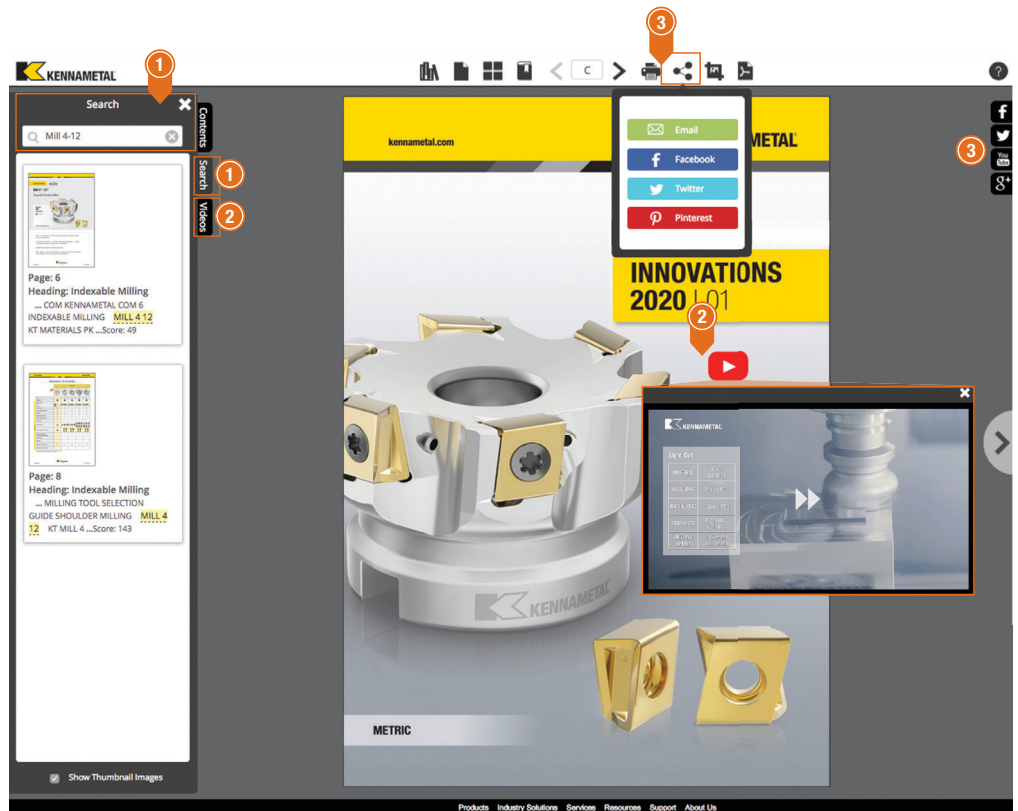 3
KENNAMETAL
1
C
?
Search
Mill 4-12
Contents
Search
1
Videos
2
Page: 6
Heading: Indexable Milling
... COM KENNAMETAL COM 6
INDEXABLE MILLING MILL 4 12
KT MATERIALS PK ...Score: 49
Page: 8
Heading: Indexable Milling
... MILLING TOOL SELECTION
GUIDE SHOULDER MILLING MILL 4
12 KT MILL 4 ...Score: 143
Show Thumbnail Images
kennametal.com
METAL
Email
Facebook
Twitter
Pinterest
f
3
You
Tube
g+
INNOVATIONS
2020 | 01
2
KENNAMETAL
Light Cut
KENNAMETAL
METRIC
Products Industry Solutions Services Resources Support About Us